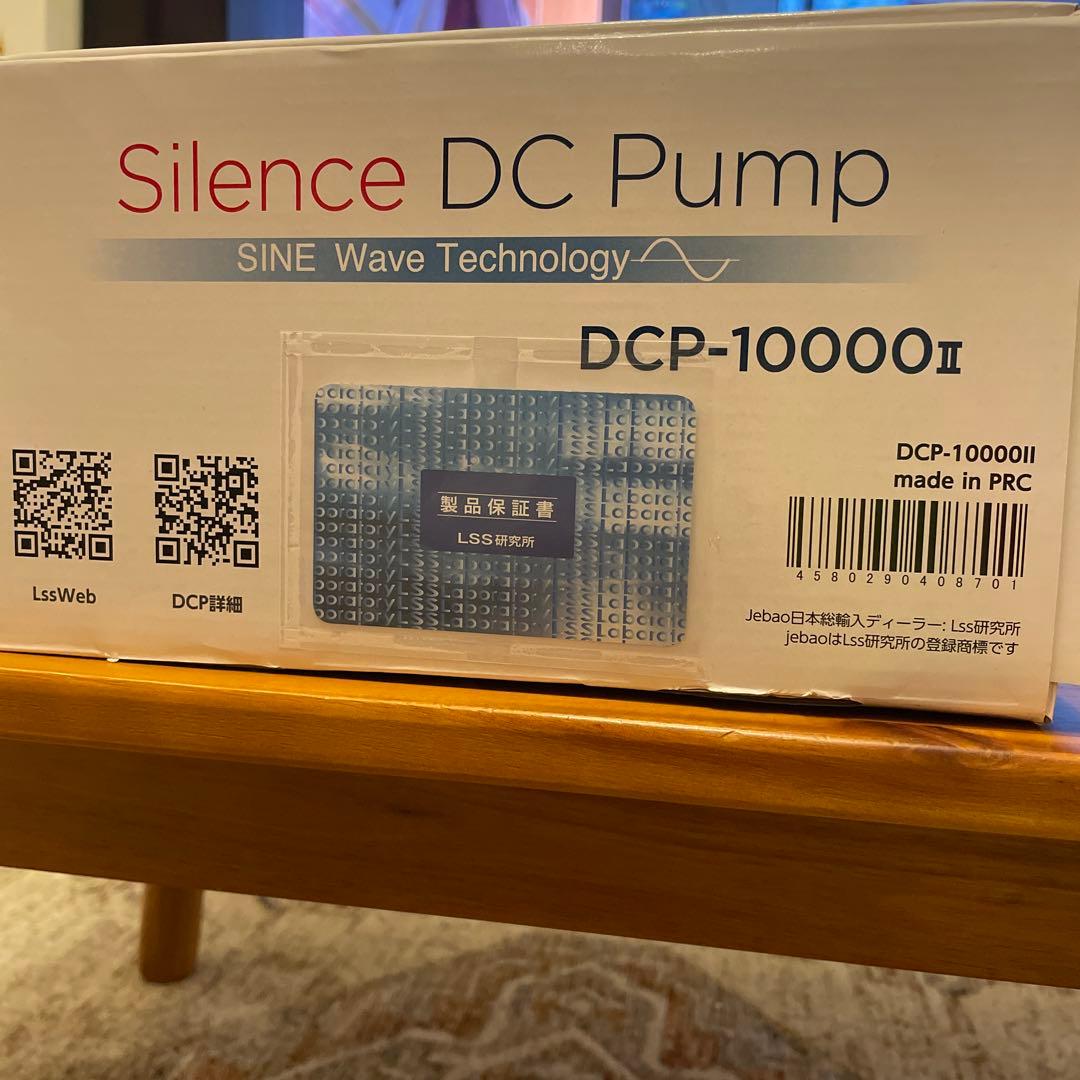 Silence DC Pump
SINE Wave Technology
DCP-10000II
製品保証書
LSS研究所
LssWeb
DCP詳細
DCP-10000II
made in PRC
4580290408701
Jebao日本総輸入ディーラー: Lss研究所
jebaoはLss研究所の登録商標です